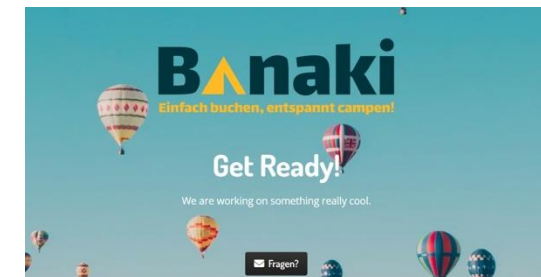 Banaki
Einfach buchen, entspannt campen!
Get Ready!
We are working on something really cool.
Fragen?